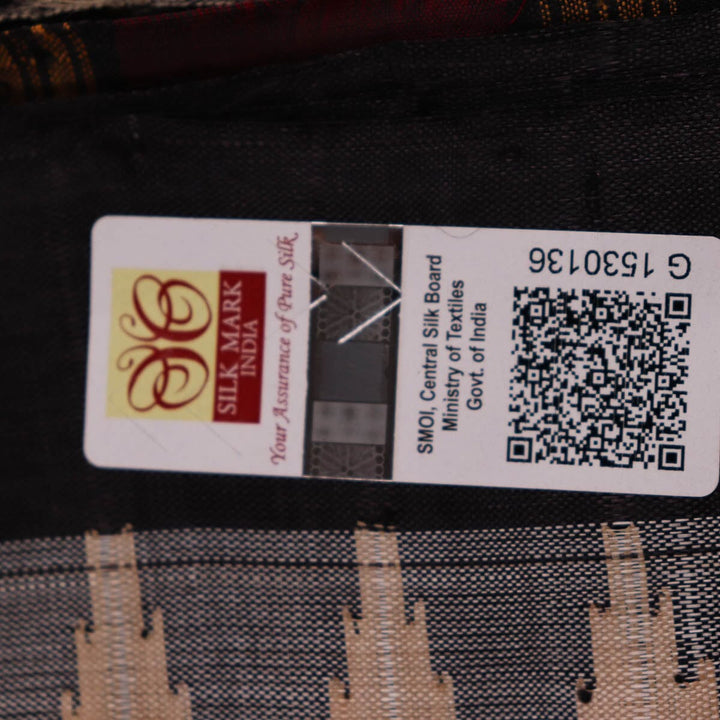 SILK MARK
INDIA
Your Assurance of Pure Silk
SMOI, Central Silk Board
Ministry of Textiles
Govt. of India
G 1530136